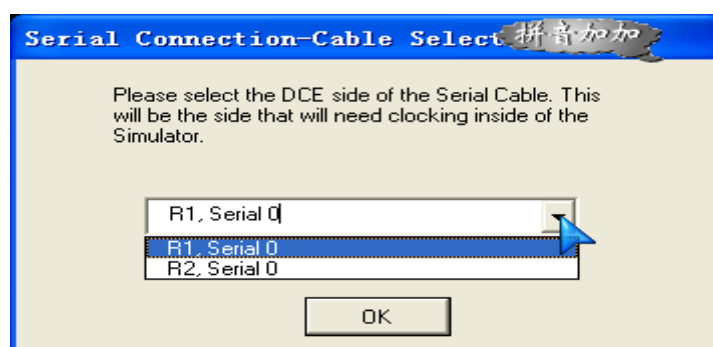 Serial Connection-Cable Select
拼音加加
Please select the DCE side of the Serial Cable. This
will be the side that will need clocking inside of the
Simulator.
R1, Serial 0
R1, Serial 0
R2, Serial 0
OK